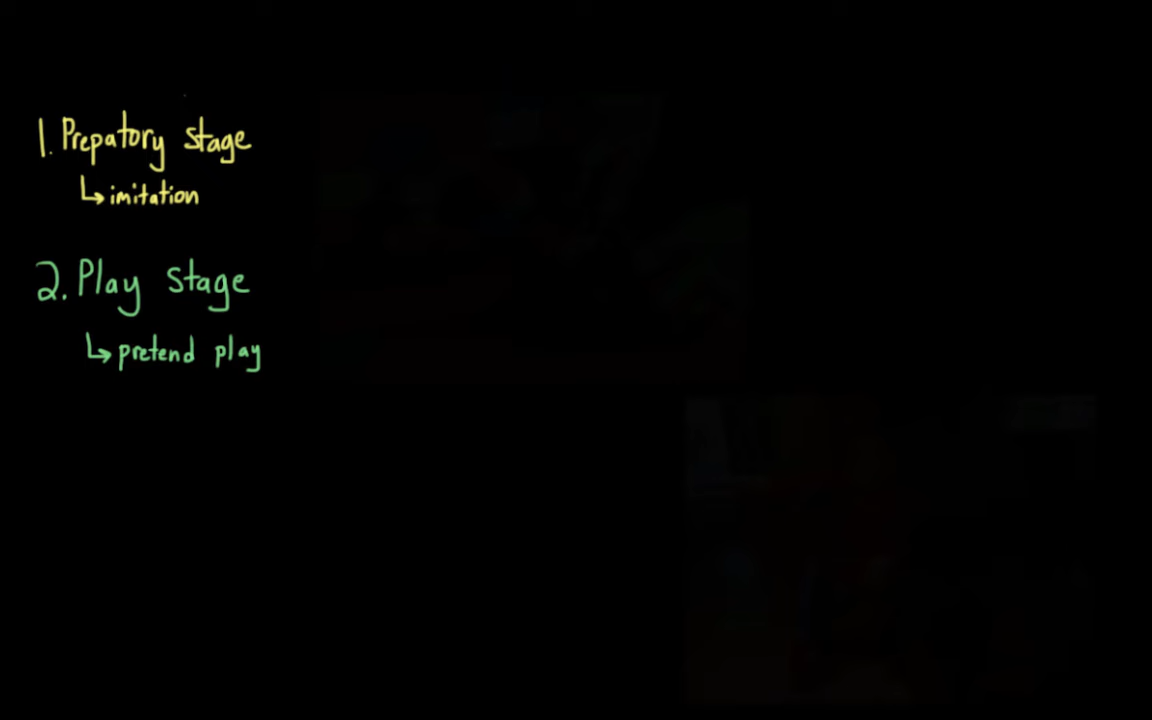 1. Prepatory stage
↳ imitation
2. Play stage
↳ pretend play